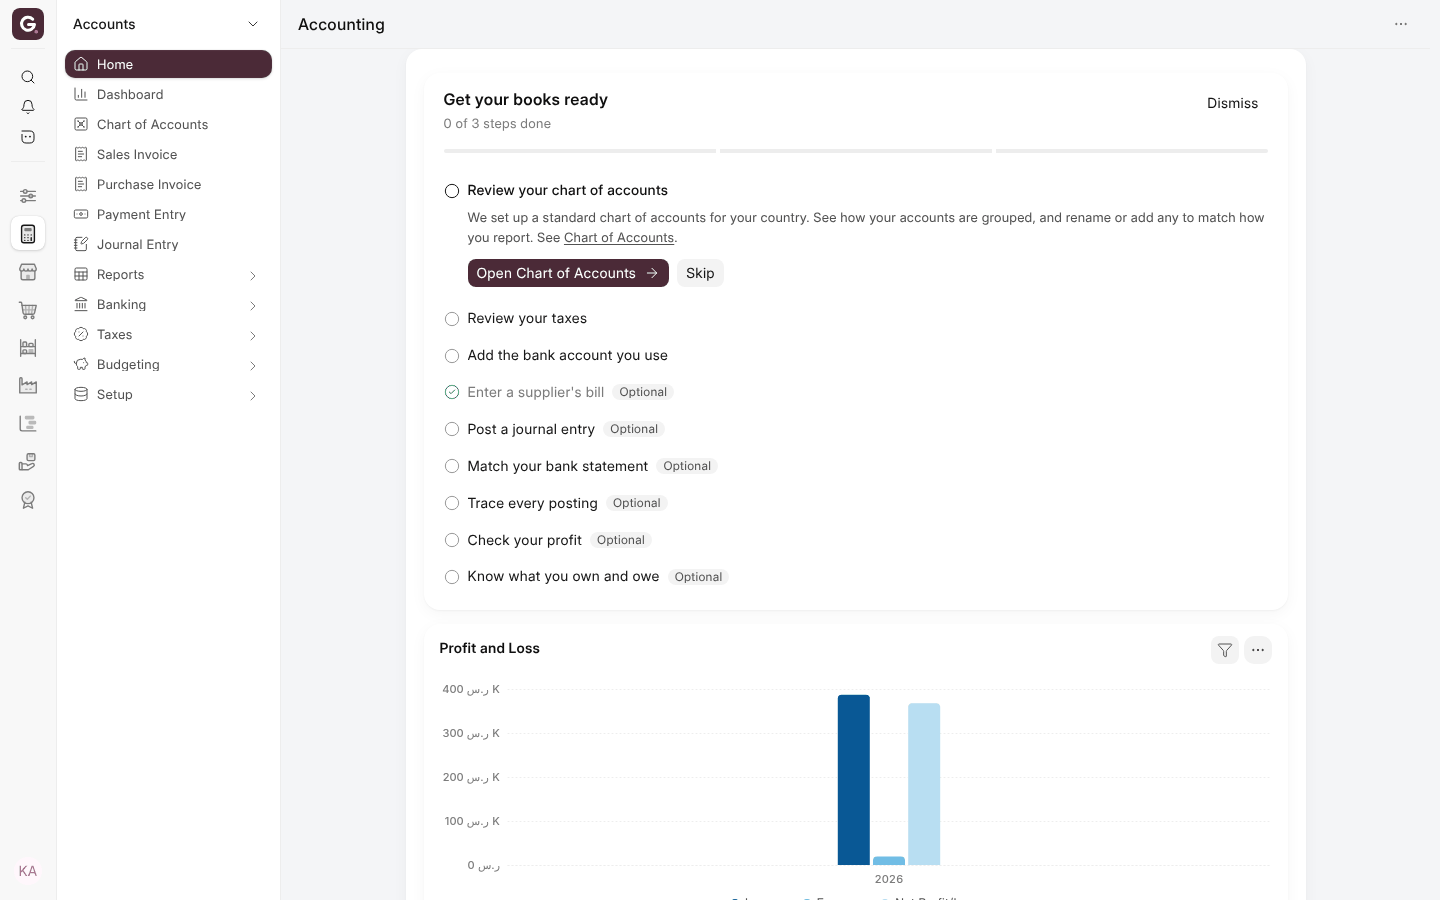 G.
Accounts
Home
Dashboard
Chart of Accounts
Sales Invoice
Purchase Invoice
Payment Entry
Journal Entry
Reports
Banking
Taxes
Budgeting
Setup
KA
Accounting
Get your books ready
Dismiss
0 of 3 steps done
Review your chart of accounts
We set up a standard chart of accounts for your country. See how your accounts are grouped, and rename or add any to match how
you report. See Chart of Accounts.
Open Chart of Accounts → Skip
Review your taxes
Add the bank account you use
Enter a supplier's bill Optional
Post a journal entry Optional
Match your bank statement Optional
Trace every posting Optional
Check your profit Optional
Know what you own and owe Optional
Profit and Loss
400 ر.س K
300 ر.س K
200 ر.س K
100 ر.س K
0 ر.س
2026